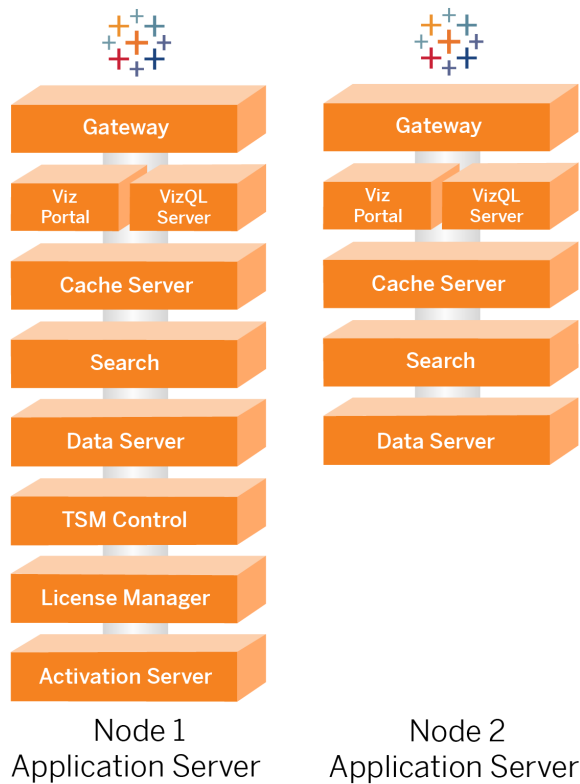 Gateway
Viz
Portal
VizQL
Server
Cache Server
Search
Data Server
TSM Control
License Manager
Activation Server
Node 1
Application Server
Gateway
Viz
Portal
VizQL
Server
Cache Server
Search
Data Server
Node 2
Application Server